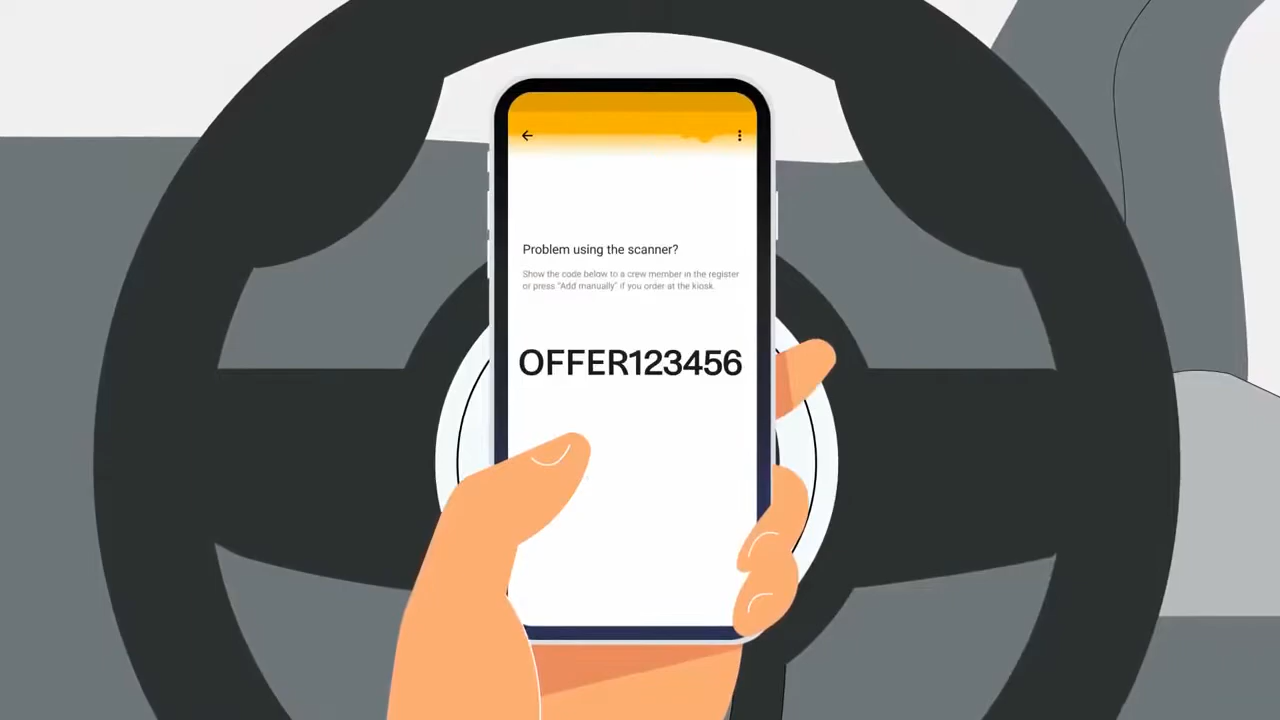 Problem using the scanner?
Show the code below to a crew member in the register
or press "Add manually" if you order at the kiosk.
OFFER123456